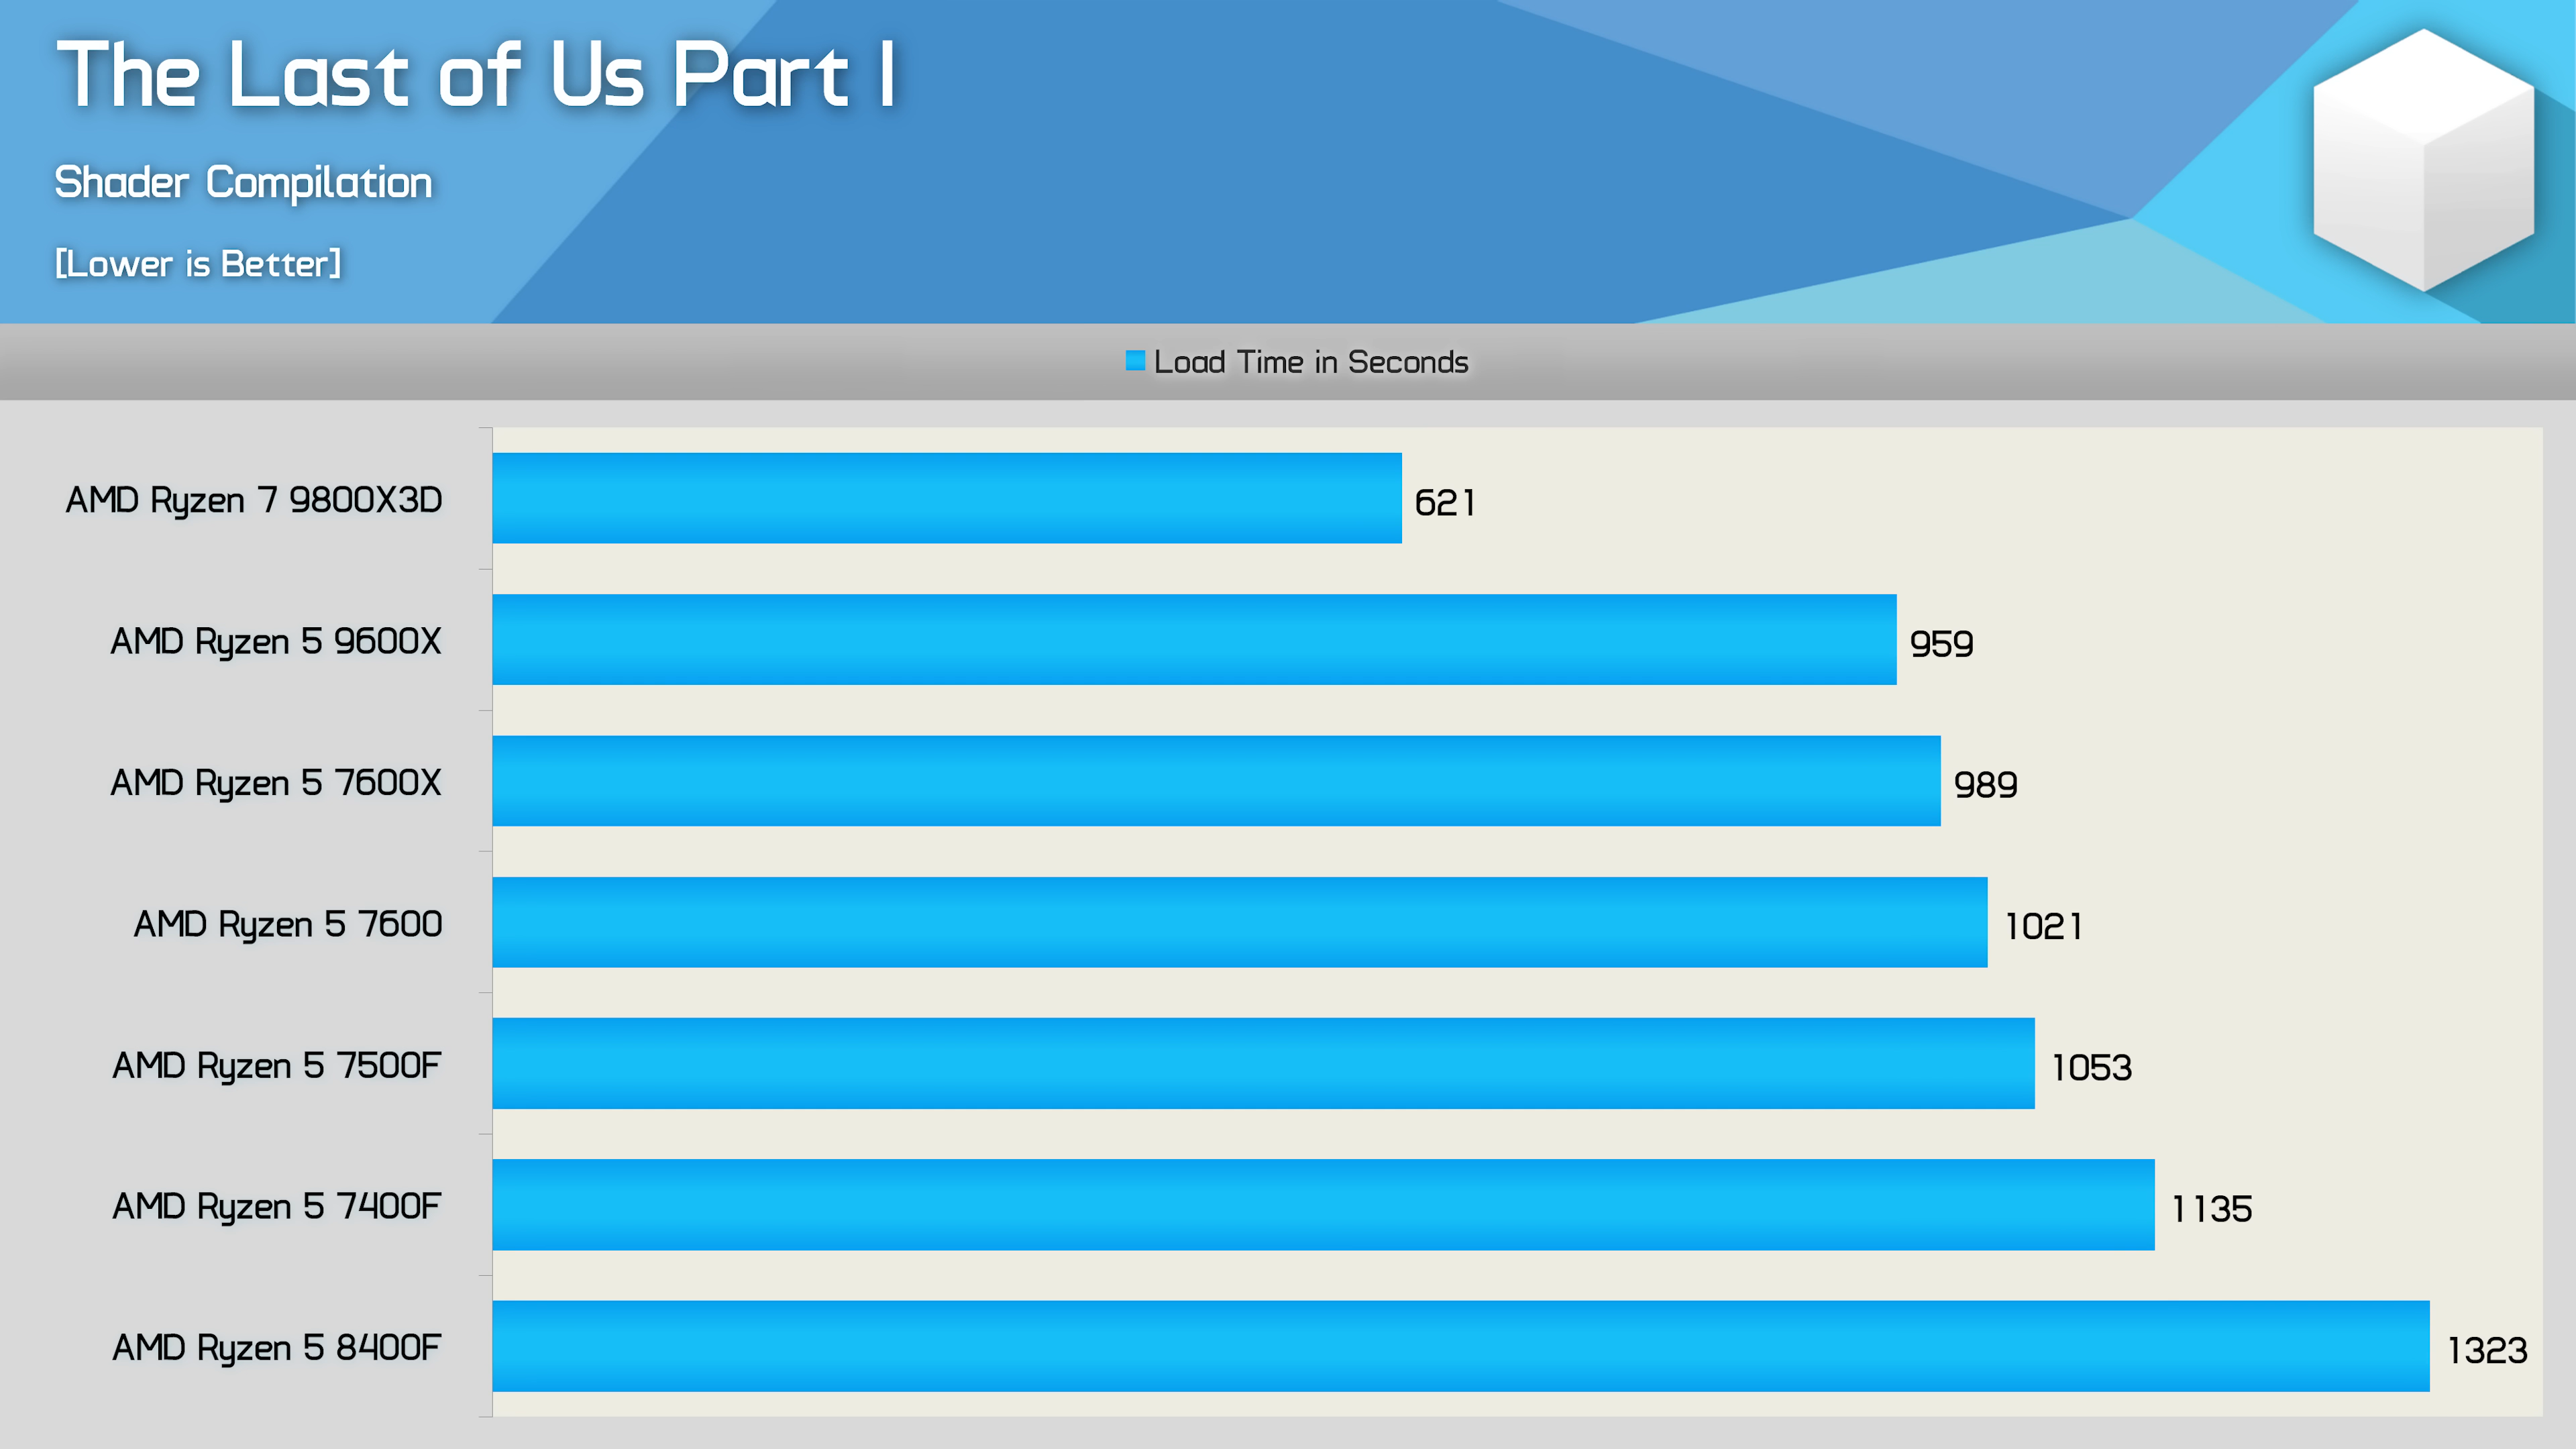 The Last of Us Part I
Shader Compilation
[Lower is Better]
Load Time in Seconds
AMD Ryzen 7 9800X3D 621
AMD Ryzen 5 9600X 959
AMD Ryzen 5 7600X 989
AMD Ryzen 5 7600 1021
AMD Ryzen 5 7500F 1053
AMD Ryzen 5 7400F 1135
AMD Ryzen 5 8400F 1323